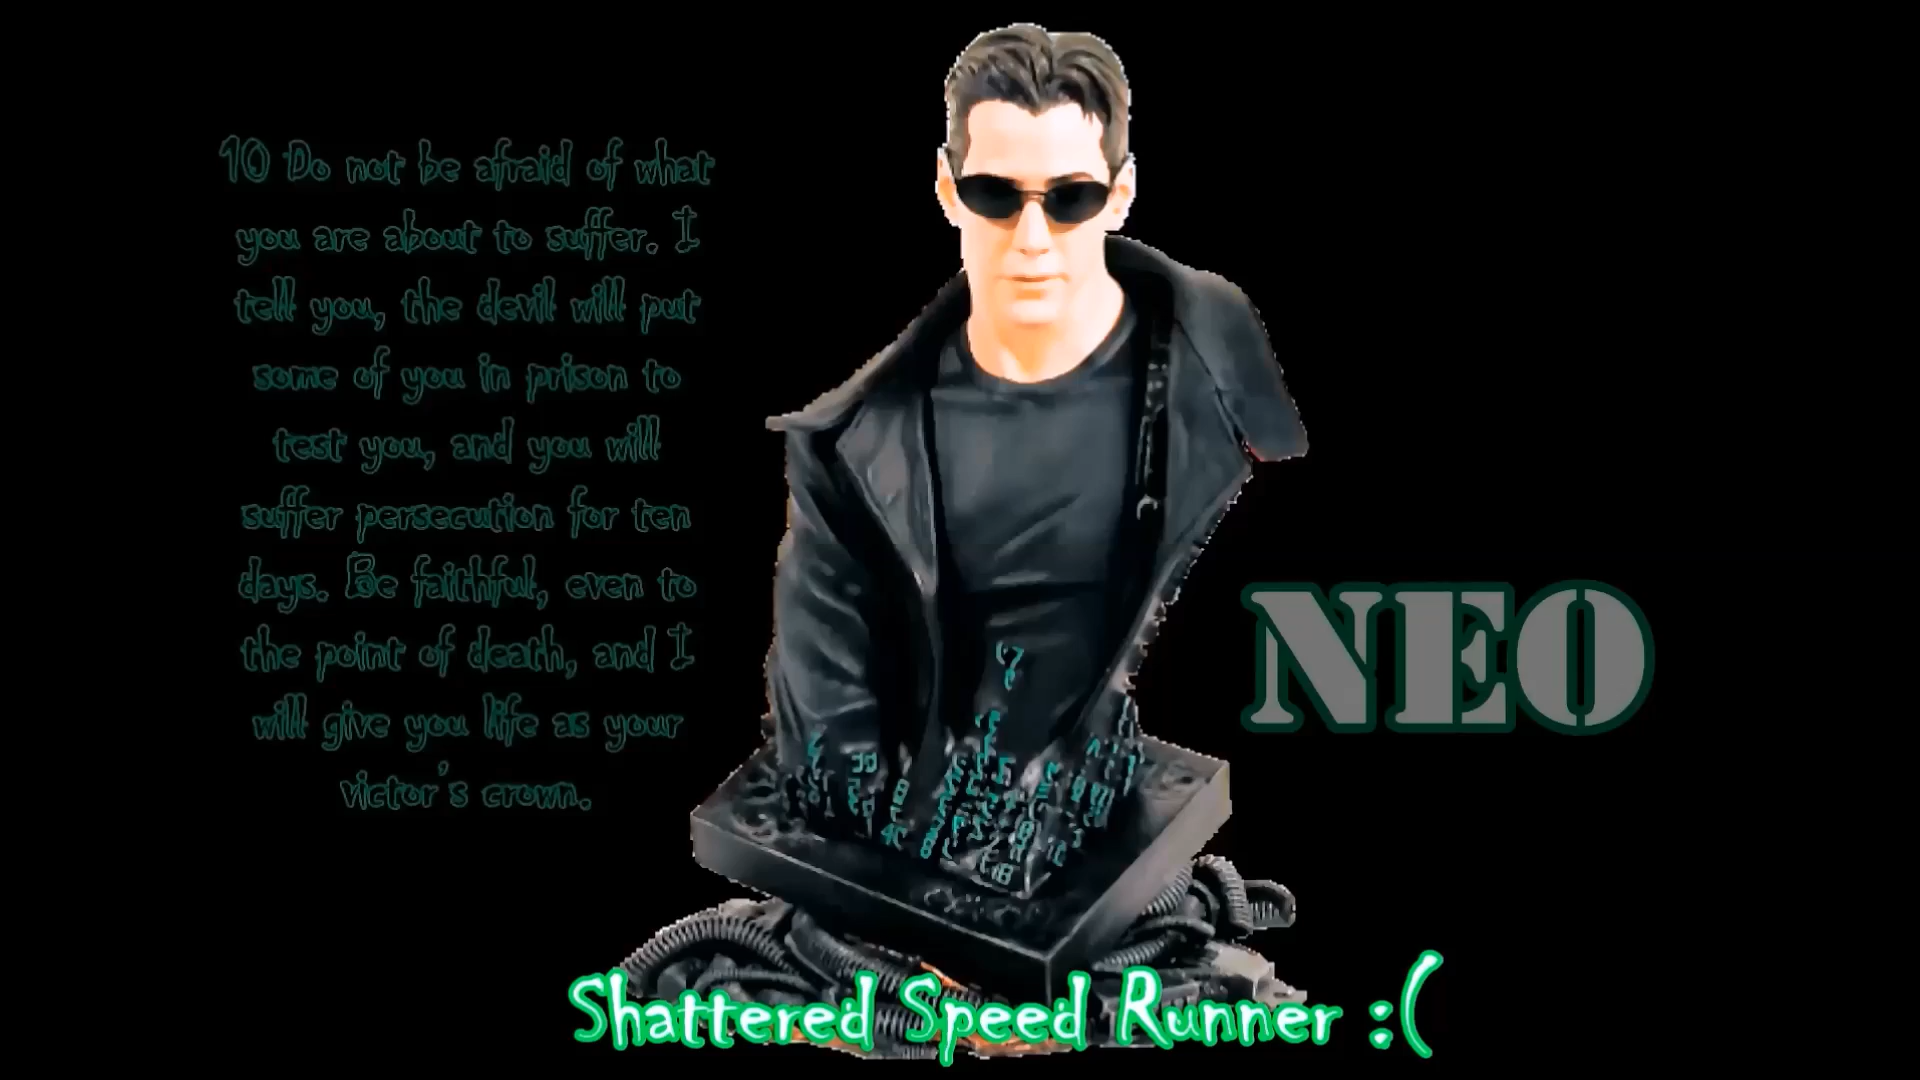 10 Do not be afraid of what
you are about to suffer. I
tell you, the devil will put
some of you in prison to
test you, and you will
suffer persecution for ten
days. Be faithful, even to
the point of death, and I
will give you life as your
victor's crown.
NEO
Shattered Speed Runner :(